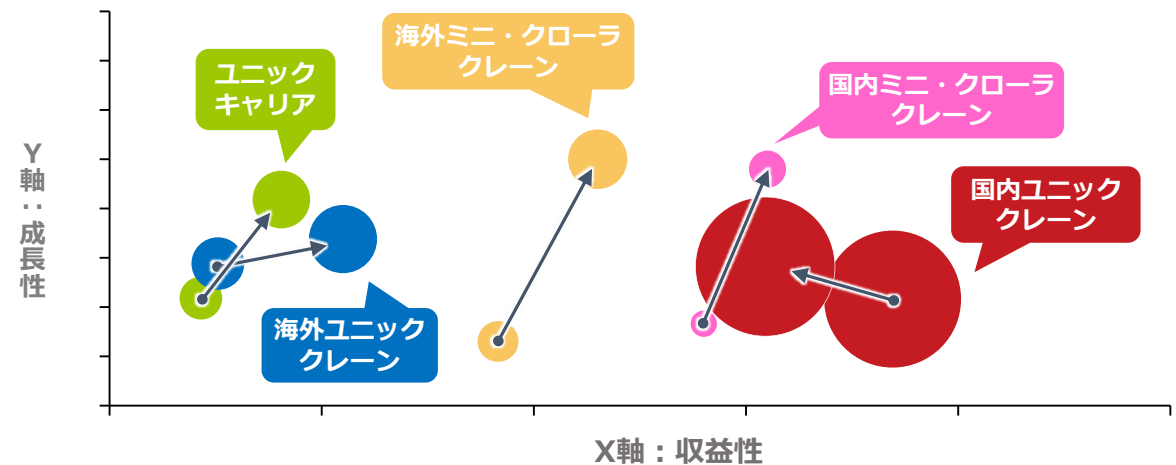 海外ミニ・クローラ
クレーン
ユニック
キャリア
国内ミニ・クローラ
クレーン
国内ユニック
クレーン
Y軸：成長性
海外ユニック
クレーン
X軸：収益性